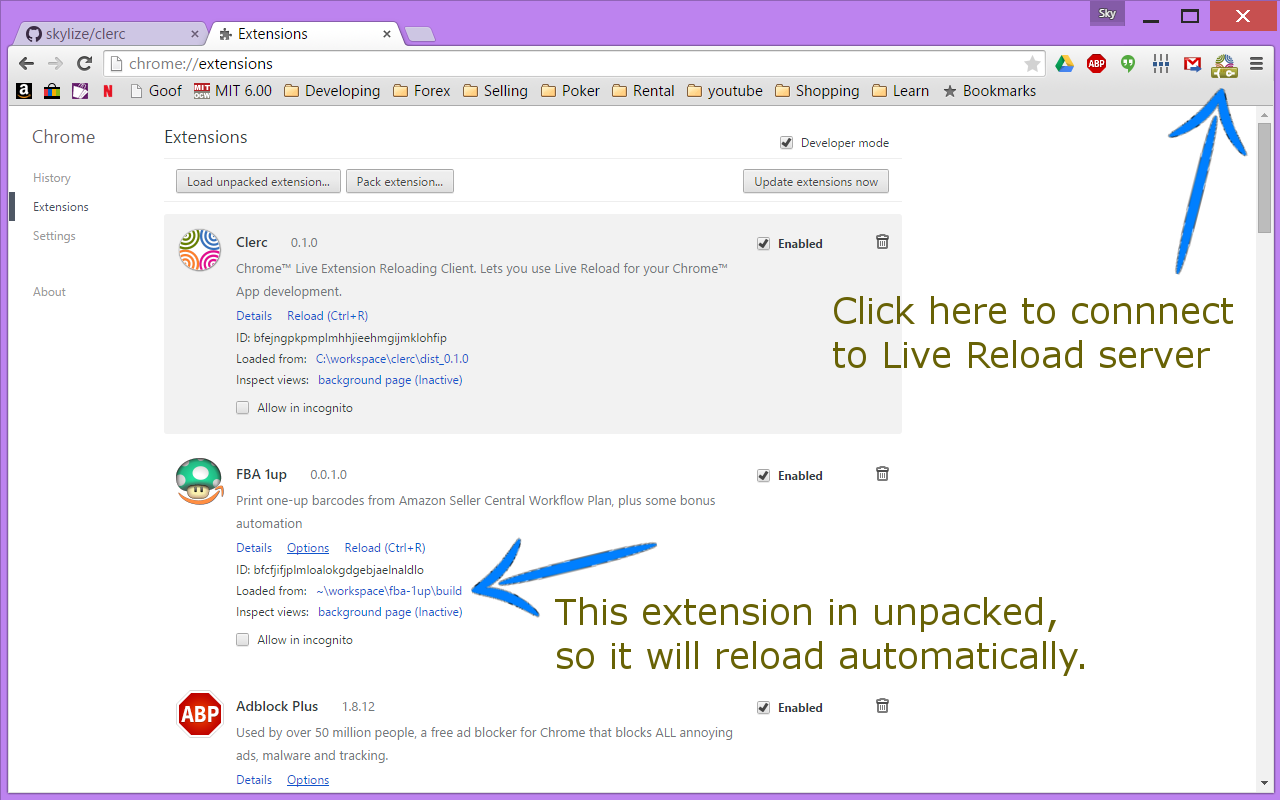 Sky
skylize/clerc
Extensions
chrome://extensions
ABP
a
N
Goof
MIT OCW
MIT 6.00
Developing
Forex
Selling
Poker
Rental
youtube
Shopping
Learn
Bookmarks
Chrome
History
Extensions
Settings
About
Extensions
Developer mode
Load unpacked extension...
Pack extension...
Update extensions now
Clerc 0.1.0
Enabled
Chrome™ Live Extension Reloading Client. Lets you use Live Reload for your Chrome™
App development.
Details Reload (Ctrl+R)
ID: bfejngpkpmplmhhjieehmgijmklohfip
Loaded from: C:\workspace\clerc\dist_0.1.0
Inspect views: background page (Inactive)
Allow in incognito
Click here to connnect
to Live Reload server
FBA 1up 0.0.1.0
Enabled
Print one-up barcodes from Amazon Seller Central Workflow Plan, plus some bonus
automation
Details Options Reload (Ctrl+R)
ID: bfcfjifjplmloalokgdgebjaelnaldlo
Loaded from: ~\workspace\fba-1up\build
Inspect views: background page (Inactive)
Allow in incognito
This extension in unpacked,
so it will reload automatically.
ABP
Adblock Plus 1.8.12
Enabled
Used by over 50 million people, a free ad blocker for Chrome that blocks ALL annoying
ads, malware and tracking.
Details Options